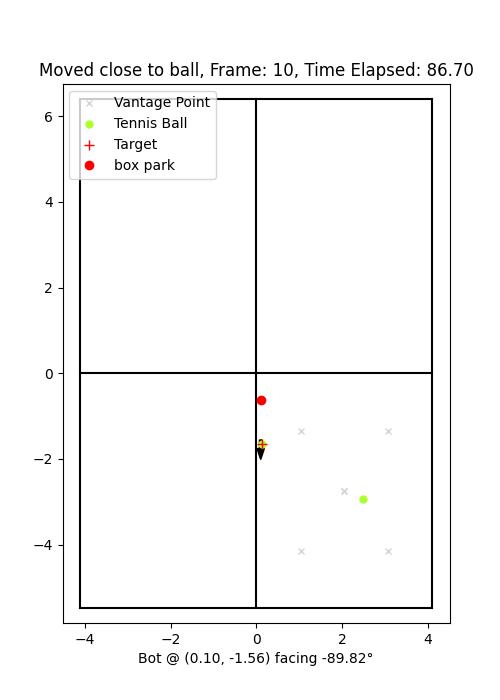 Moved close to ball, Frame: 10, Time Elapsed: 86.70
Vantage Point
Tennis Ball
Target
box park
6
4
2
0
−2
−4
−4
−2
0
2
4
Bot @ (0.10, -1.56) facing -89.82°